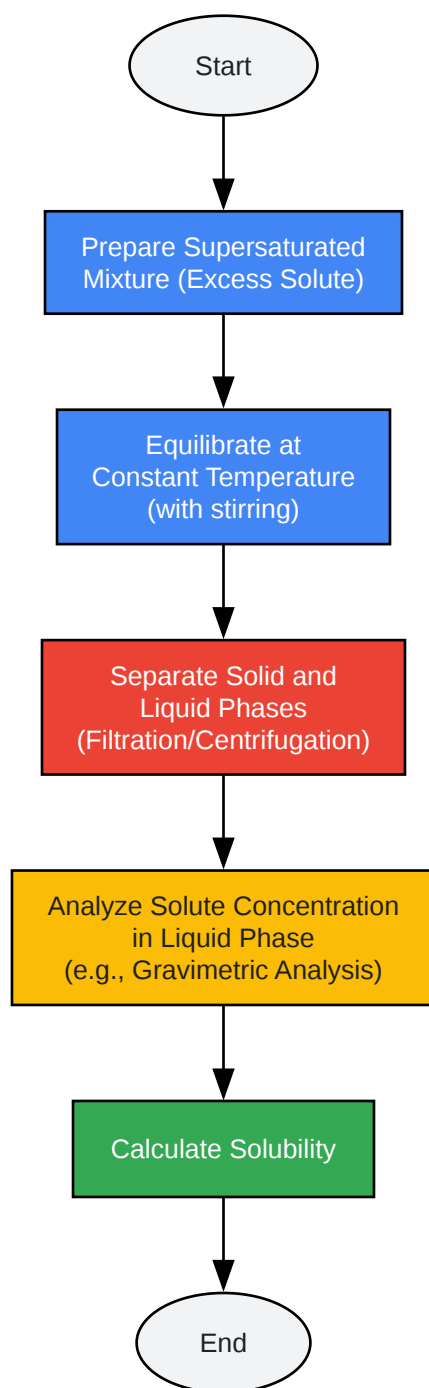 Start
Prepare Supersaturated
Mixture (Excess Solute)
Equilibrate at
Constant Temperature
(with stirring)
Separate Solid and
Liquid Phases
(Filtration/Centrifugation)
Analyze Solute Concentration
in Liquid Phase
(e.g., Gravimetric Analysis)
Calculate Solubility
End